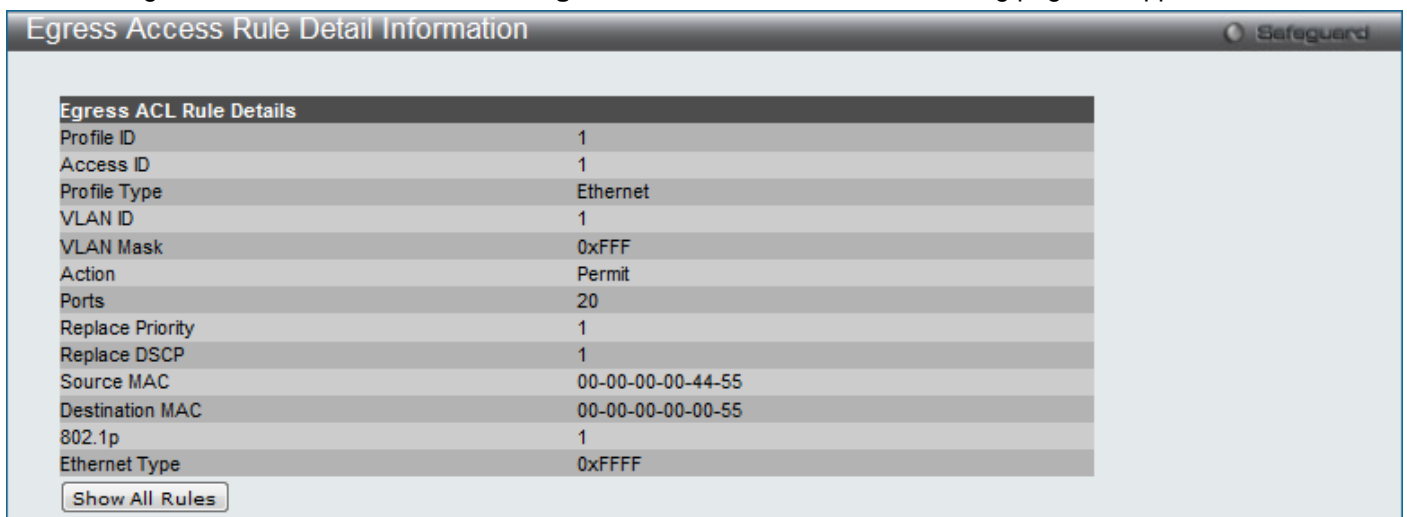 Egress Access Rule Detail Information
Safeguard
Egress ACL Rule Details
Profile ID 1
Access ID 1
Profile Type Ethernet
VLAN ID 1
VLAN Mask 0xFFF
Action Permit
Ports 20
Replace Priority 1
Replace DSCP 1
Source MAC 00-00-00-00-44-55
Destination MAC 00-00-00-00-00-55
802.1p 1
Ethernet Type 0xFFFF
Show All Rules